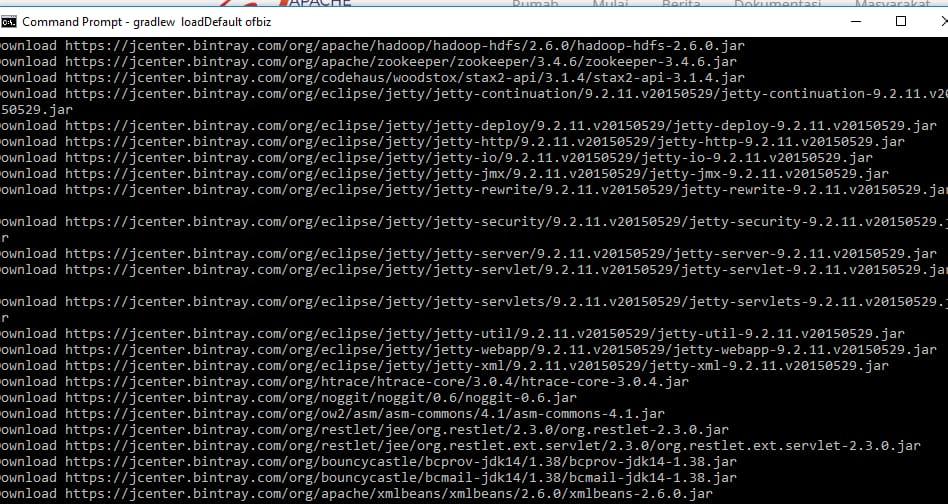 APACHE
Rumah Mulai Berita Dokumentasi Masyarakat
Command Prompt - gradlew loadDefault ofbiz
ownload https://jcenter.bintray.com/org/apache/hadoop/hadoop-hdfs/2.6.0/hadoop-hdfs-2.6.0.jar
ownload https://jcenter.bintray.com/org/apache/zookeeper/zookeeper/3.4.6/zookeeper-3.4.6.jar
ownload https://jcenter.bintray.com/org/codehaus/woodstox/stax2-api/3.1.4/stax2-api-3.1.4.jar
ownload https://jcenter.bintray.com/org/eclipse/jetty/jetty-continuation/9.2.11.v20150529/jetty-continuation-9.2.11.v20
50529.jar
ownload https://jcenter.bintray.com/org/eclipse/jetty/jetty-deploy/9.2.11.v20150529/jetty-deploy-9.2.11.v20150529.jar
ownload https://jcenter.bintray.com/org/eclipse/jetty/jetty-http/9.2.11.v20150529/jetty-http-9.2.11.v20150529.jar
ownload https://jcenter.bintray.com/org/eclipse/jetty/jetty-io/9.2.11.v20150529/jetty-io-9.2.11.v20150529.jar
ownload https://jcenter.bintray.com/org/eclipse/jetty/jetty-jmx/9.2.11.v20150529/jetty-jmx-9.2.11.v20150529.jar
ownload https://jcenter.bintray.com/org/eclipse/jetty/jetty-rewrite/9.2.11.v20150529/jetty-rewrite-9.2.11.v20150529.jar
ownload https://jcenter.bintray.com/org/eclipse/jetty/jetty-security/9.2.11.v20150529/jetty-security-9.2.11.v20150529.j
r
ownload https://jcenter.bintray.com/org/eclipse/jetty/jetty-server/9.2.11.v20150529/jetty-server-9.2.11.v20150529.jar
ownload https://jcenter.bintray.com/org/eclipse/jetty/jetty-servlet/9.2.11.v20150529/jetty-servlet-9.2.11.v20150529.jar
ownload https://jcenter.bintray.com/org/eclipse/jetty/jetty-servlets/9.2.11.v20150529/jetty-servlets-9.2.11.v20150529.j
r
ownload https://jcenter.bintray.com/org/eclipse/jetty/jetty-util/9.2.11.v20150529/jetty-util-9.2.11.v20150529.jar
ownload https://jcenter.bintray.com/org/eclipse/jetty/jetty-webapp/9.2.11.v20150529/jetty-webapp-9.2.11.v20150529.jar
ownload https://jcenter.bintray.com/org/eclipse/jetty/jetty-xml/9.2.11.v20150529/jetty-xml-9.2.11.v20150529.jar
ownload https://jcenter.bintray.com/org/htrace/htrace-core/3.0.4/htrace-core-3.0.4.jar
ownload https://jcenter.bintray.com/org/noggit/noggit/0.6/noggit-0.6.jar
ownload https://jcenter.bintray.com/org/ow2/asm/asm-commons/4.1/asm-commons-4.1.jar
ownload https://jcenter.bintray.com/org/restlet/jee/org.restlet/2.3.0/org.restlet-2.3.0.jar
ownload https://jcenter.bintray.com/org/restlet/jee/org.restlet.ext.servlet/2.3.0/org.restlet.ext.servlet-2.3.0.jar
ownload https://jcenter.bintray.com/org/bouncycastle/bcprov-jdk14/1.38/bcprov-jdk14-1.38.jar
ownload https://jcenter.bintray.com/org/bouncycastle/bcmail-jdk14/1.38/bcmail-jdk14-1.38.jar
ownload https://jcenter.bintray.com/org/apache/xmlbeans/xmlbeans/2.6.0/xmlbeans-2.6.0.jar